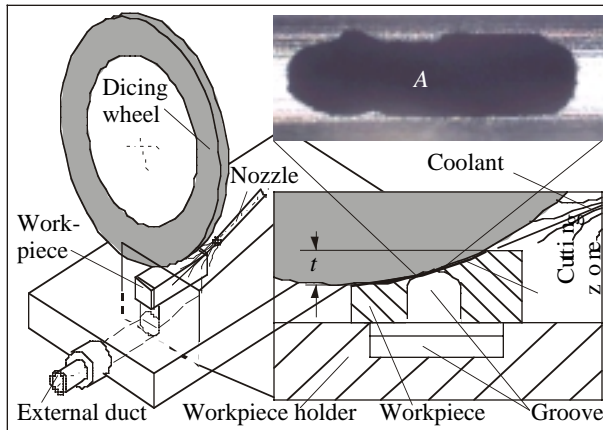 A
Dicing
wheel
Nozzle
Coolant
Work-
piece
t
Cutting
zone
External duct
Workpiece holder
Workpiece
Groove